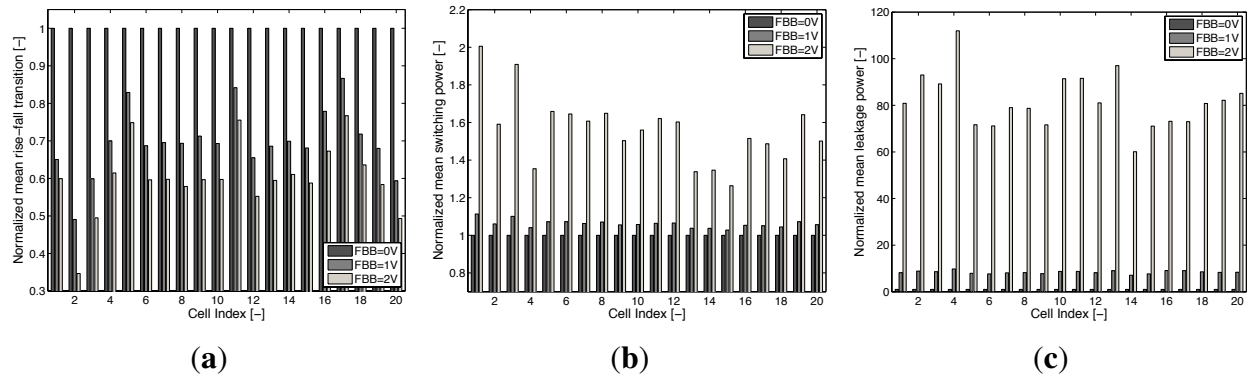 Normalized mean rise–fall transition [–]
1
0.9
0.8
0.7
0.6
0.5
0.4
0.3
2 4 6 8 10 12 14 16 18 20
Cell Index [–]
FBB=0V
FBB=1V
FBB=2V
(a)
Normalized mean switching power [–]
2.2
2
1.8
1.6
1.4
1.2
1
0.8
2 4 6 8 10 12 14 16 18 20
Cell Index [–]
FBB=0V
FBB=1V
FBB=2V
(b)
Normalized mean leakage power [–]
120
100
80
60
40
20
0
2 4 6 8 10 12 14 16 18 20
Cell Index [–]
FBB=0V
FBB=1V
FBB=2V
(c)